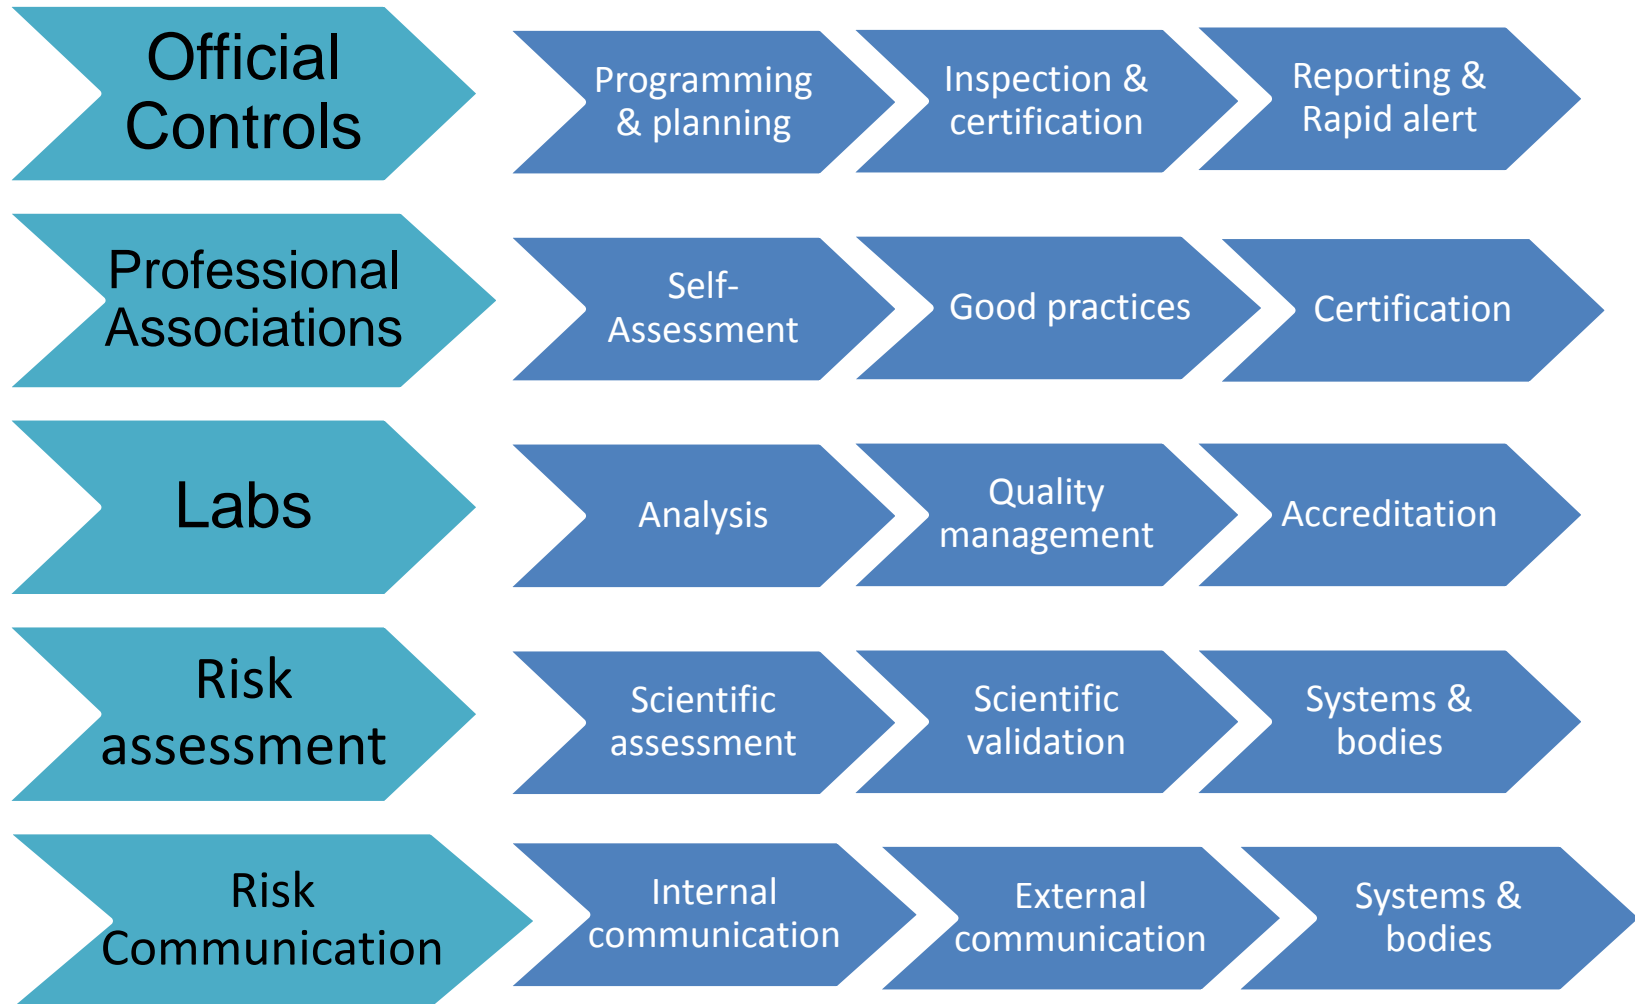 Official
Controls
Programming
& planning
Inspection &
certification
Reporting &
Rapid alert
Professional
Associations
Self-
Assessment
Good practices
Certification
Labs
Analysis
Quality
management
Accreditation
Risk
assessment
Scientific
assessment
Scientific
validation
Systems &
bodies
Risk
Communication
Internal
communication
External
communication
Systems &
bodies